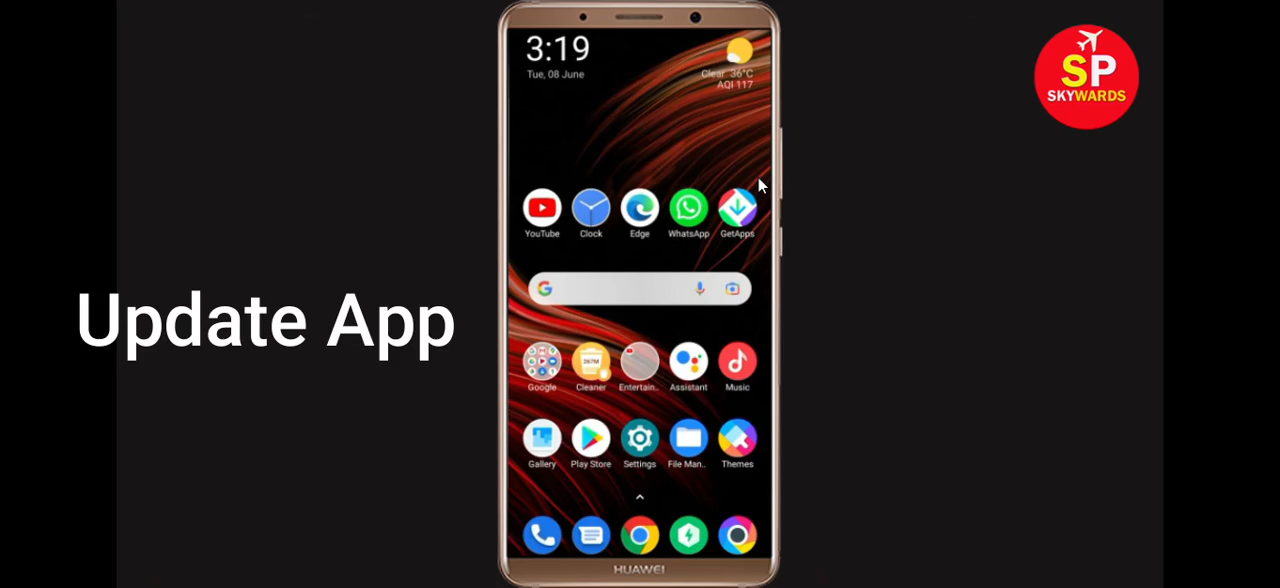 3:19
Tue, 08 June
Clear 36°C
AQI 117
SP
SKYWARDS
YouTube
Clock
Edge
WhatsApp
GetApps
Update App
Google
Cleaner
Entertain..
Assistant
Music
Gallery
Play Store
Settings
File Man..
Themes
HUAWEI